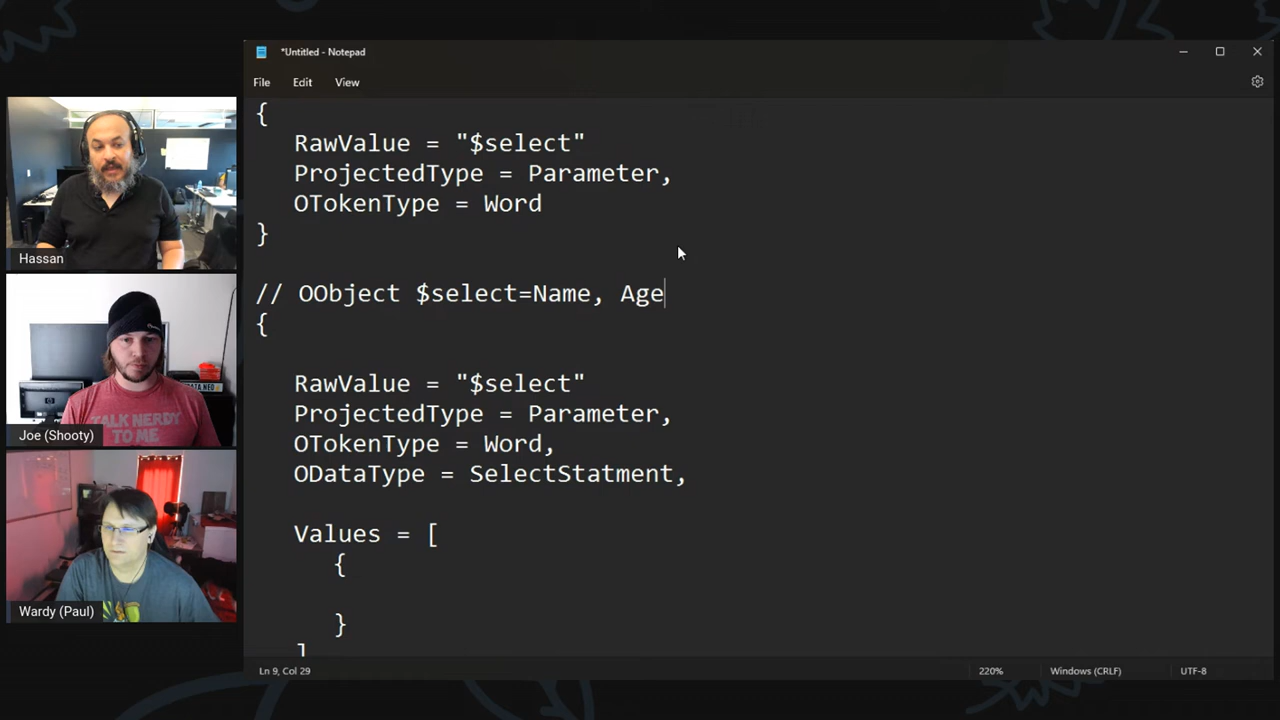 *Untitled - Notepad
File Edit View
{
RawValue = "$select"
ProjectedType = Parameter,
OTokenType = Word
}
// OObject $select=Name, Age
{
RawValue = "$select"
ProjectedType = Parameter,
OTokenType = Word,
ODataType = SelectStatment,
Values = [
{
}
]
Ln 9, Col 29
220%
Windows (CRLF)
UTF-8
Hassan
TALK NERDY
TO ME
Joe (Shooty)
Wardy (Paul)